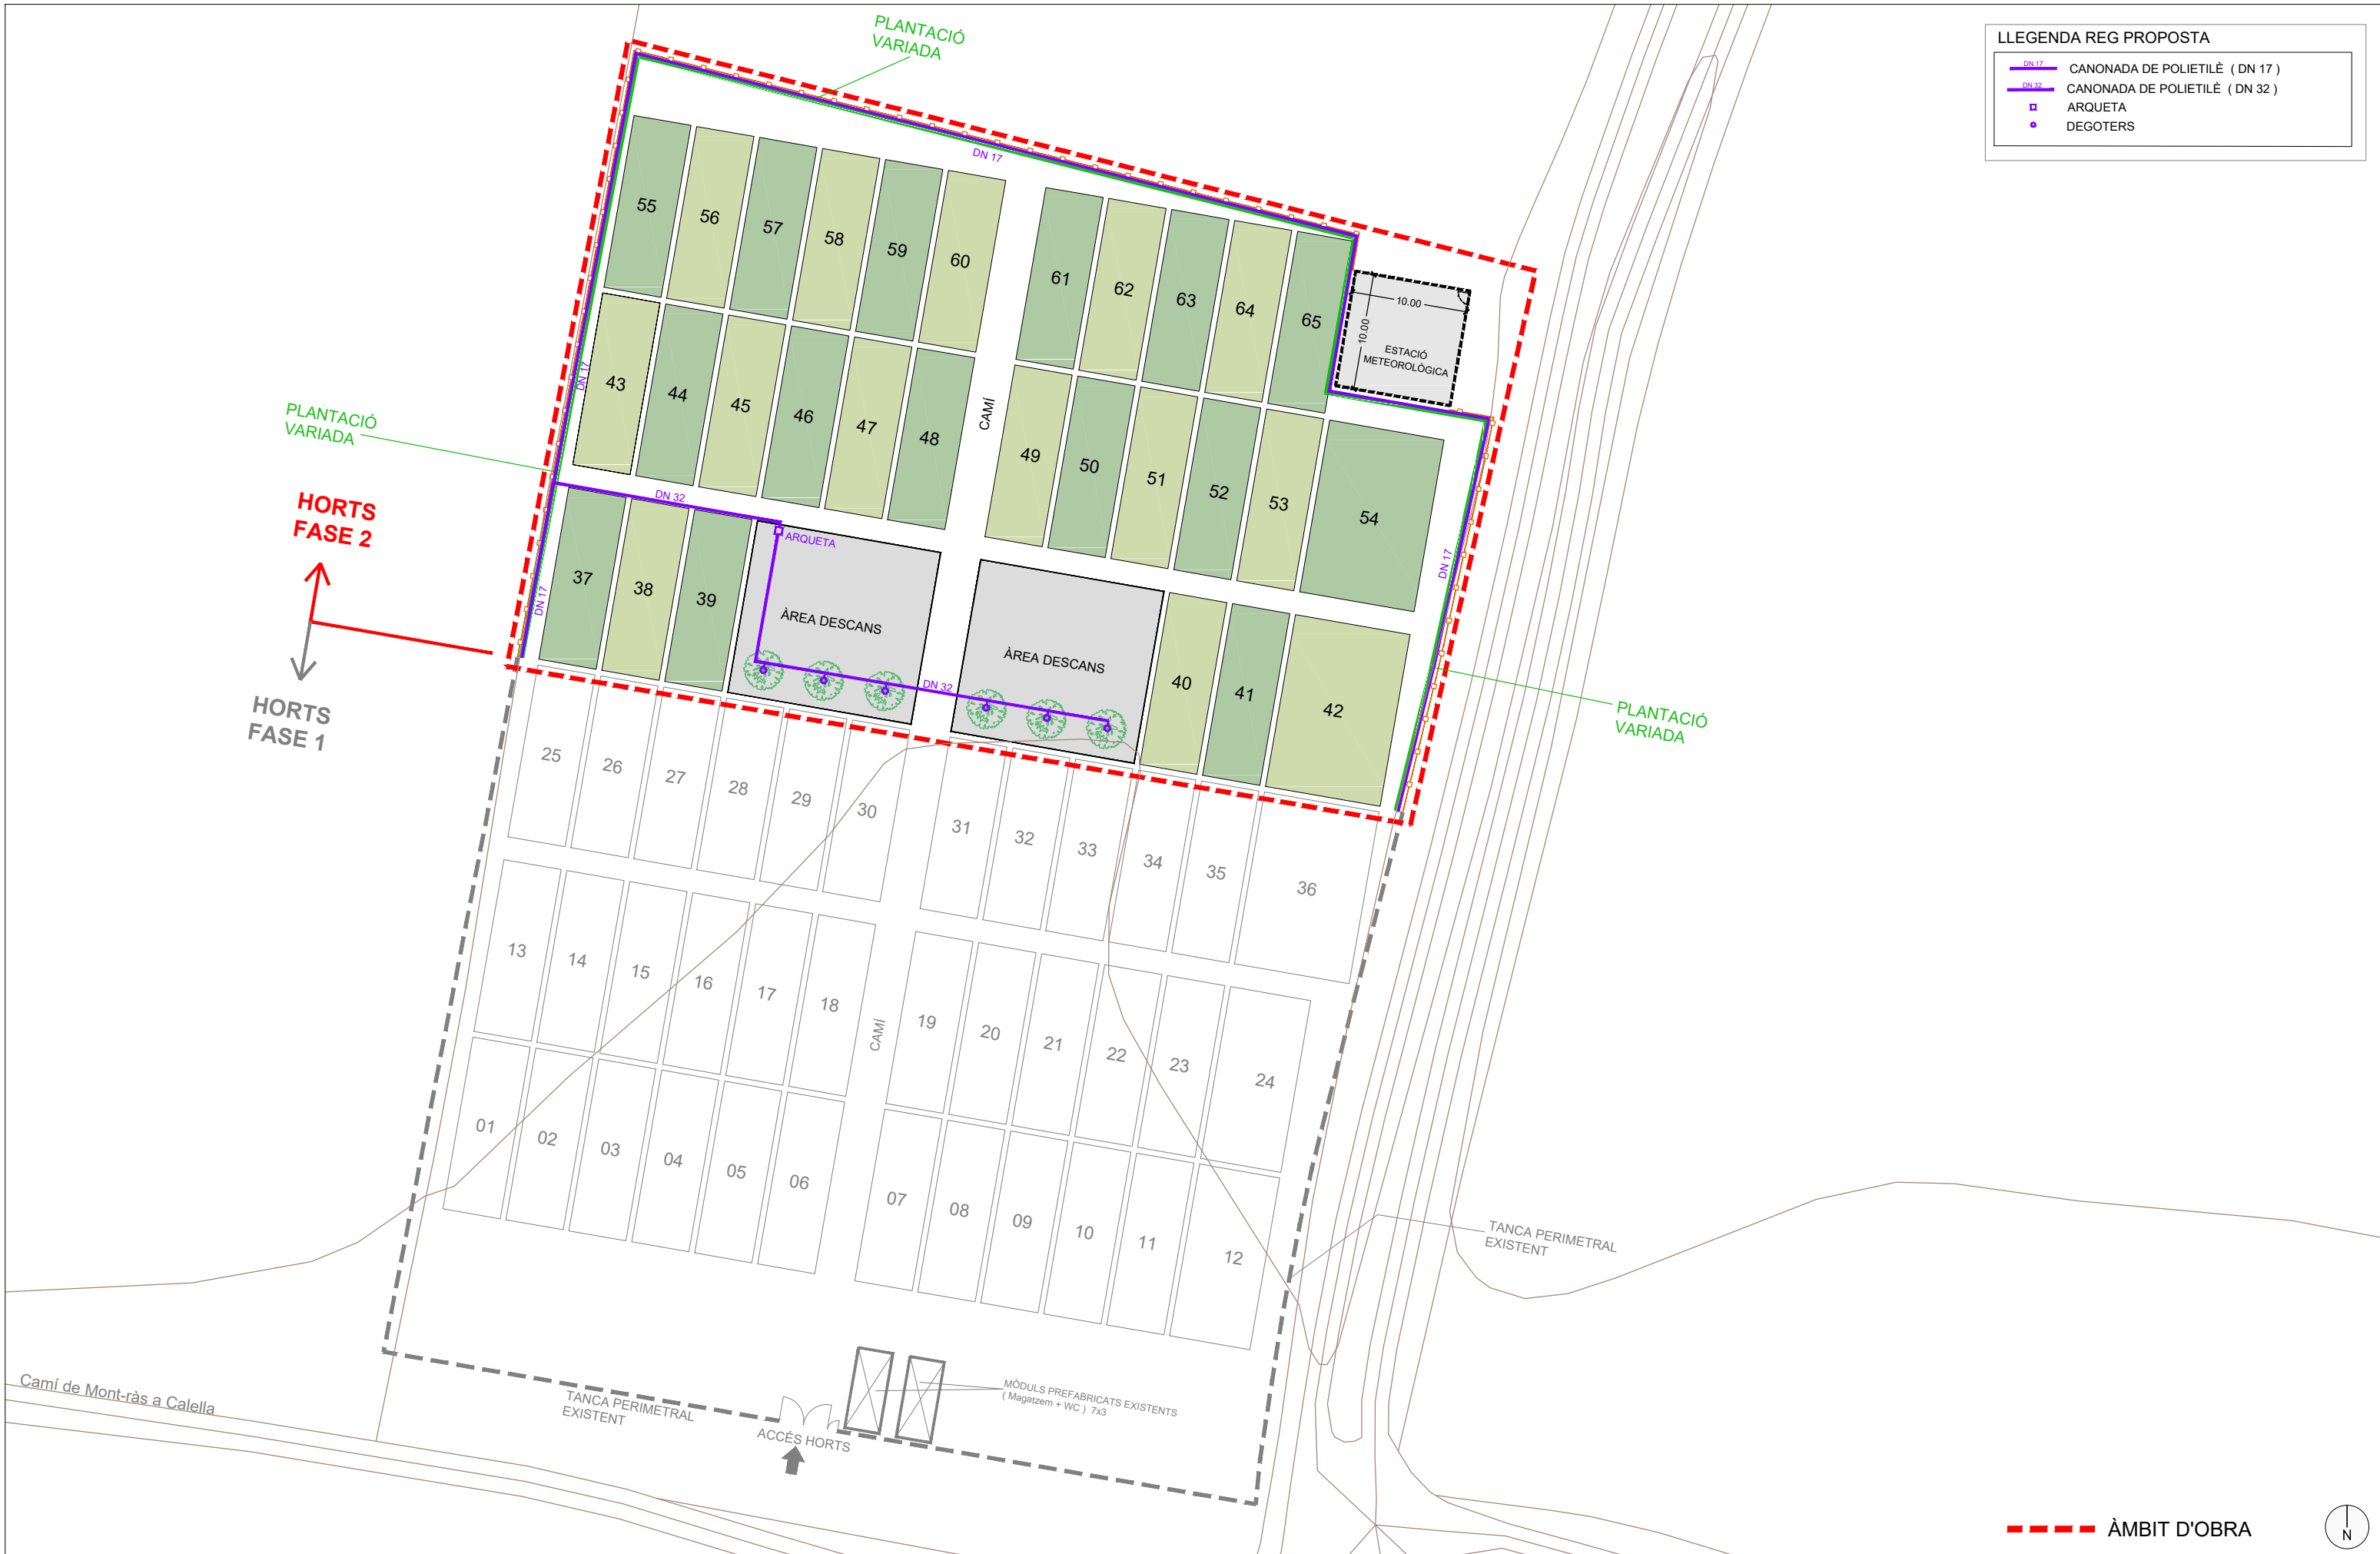 PLANTACIÓ
VARIADA
LLEGENDA REG PROPOSTA
DN 17
CANONADA DE POLIETILÈ ( DN 17 )
DN 32
CANONADA DE POLIETILÈ ( DN 32 )
ARQUETA
DEGOTERS
DN 17
55
56
57
58
59
60
61
62
63
64
65
10.00
10.00
ESTACIÓ
METEOROLÒGICA
DN 17
43
44
45
46
47
48
CAMÍ
49
50
51
52
53
54
PLANTACIÓ
VARIADA
HORTS
FASE 2
DN 32
ARQUETA
DN 17
DN 17
37
38
39
ÀREA DESCANS
ÀREA DESCANS
DN 32
40
41
42
PLANTACIÓ
VARIADA
HORTS
FASE 1
25
26
27
28
29
30
31
32
33
34
35
36
13
14
15
16
17
18
CAMÍ
19
20
21
22
23
24
01
02
03
04
05
06
07
08
09
10
11
12
TANCA PERIMETRAL
EXISTENT
Camí de Mont-ràs a Calella
TANCA PERIMETRAL
EXISTENT
MÒDULS PREFABRICATS EXISTENTS
( Magatzem + WC ) 7x3
ACCÉS HORTS
ÀMBIT D'OBRA
N